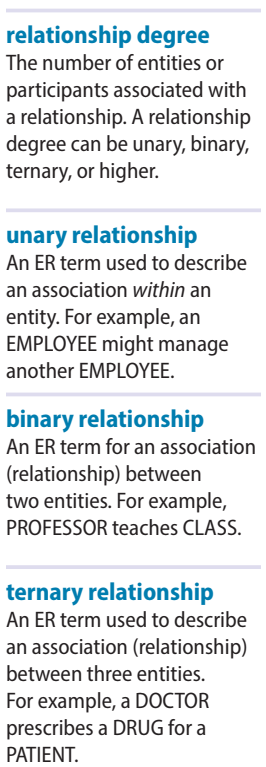 relationship degree
The number of entities or
participants associated with
a relationship. A relationship
degree can be unary, binary,
ternary, or higher.
unary relationship
An ER term used to describe
an association within an
entity. For example, an
EMPLOYEE might manage
another EMPLOYEE.
binary relationship
An ER term for an association
(relationship) between
two entities. For example,
PROFESSOR teaches CLASS.
ternary relationship
An ER term used to describe
an association (relationship)
between three entities.
For example, a DOCTOR
prescribes a DRUG for a
PATIENT.